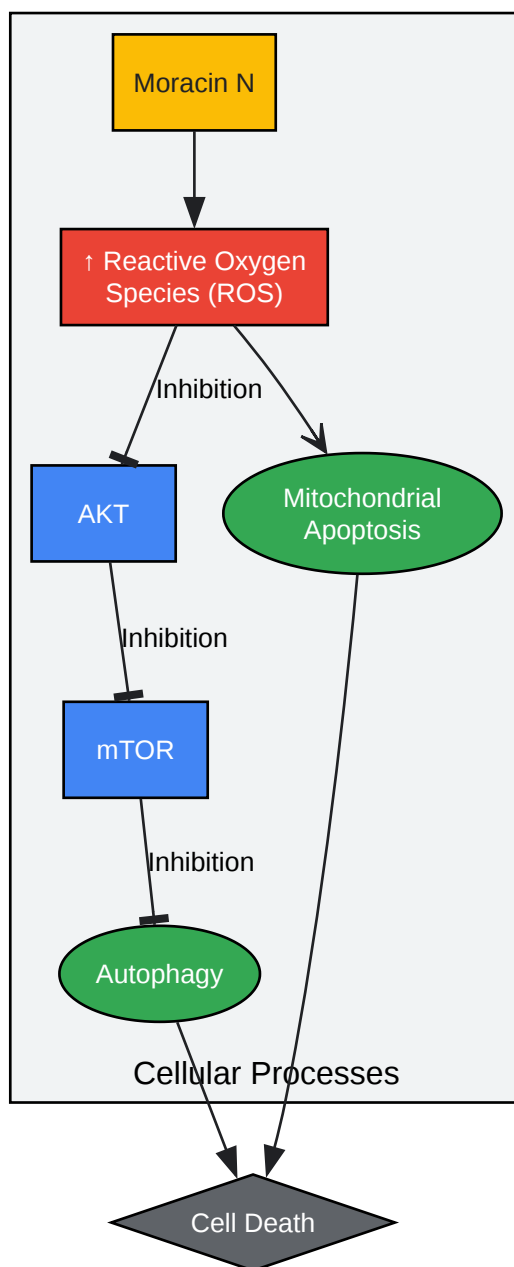 Moracin N
↑ Reactive Oxygen
Species (ROS)
Inhibition
AKT
Mitochondrial
Apoptosis
Inhibition
mTOR
Inhibition
Autophagy
Cellular Processes
Cell Death